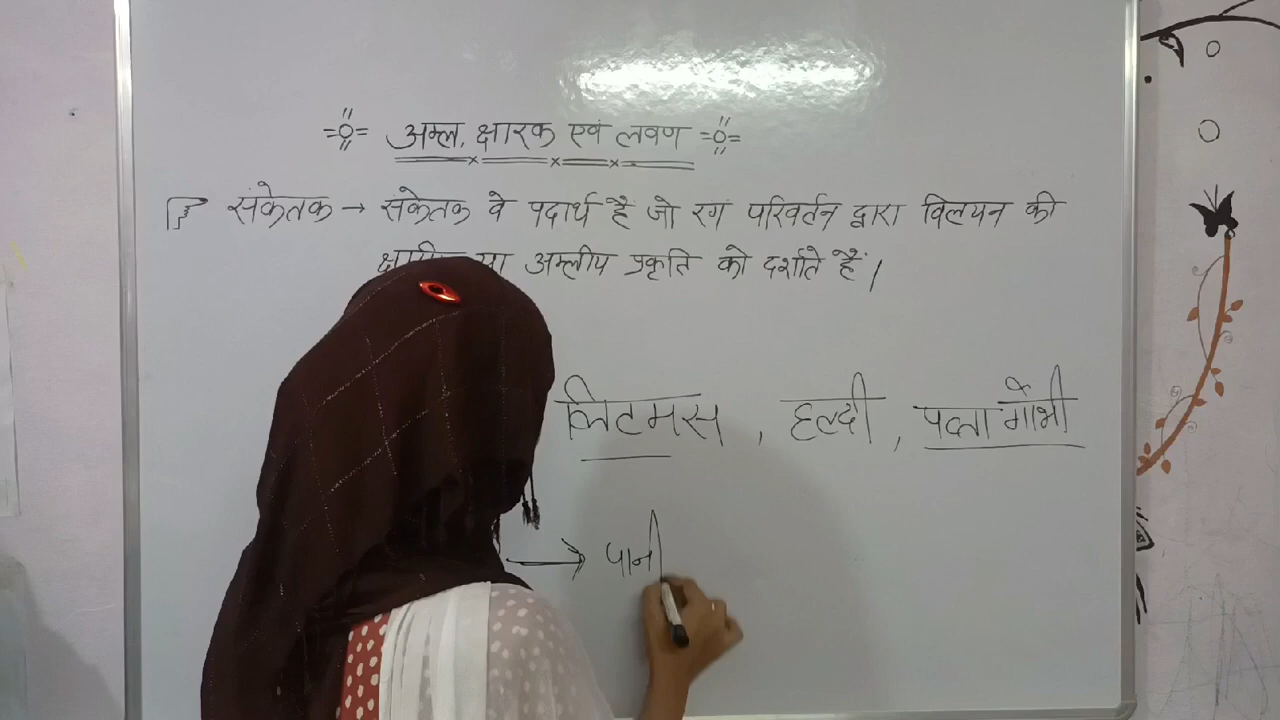 अम्ल, क्षारक एवं लवण
संकेतक → संकेतक वे पदार्थ है जो रंग परिवर्तन द्वारा विलयन की
या अम्लीय प्रकृति को दर्शाते हैं।
लिटमस, हल्दी, पत्तागोभी
→ पानी